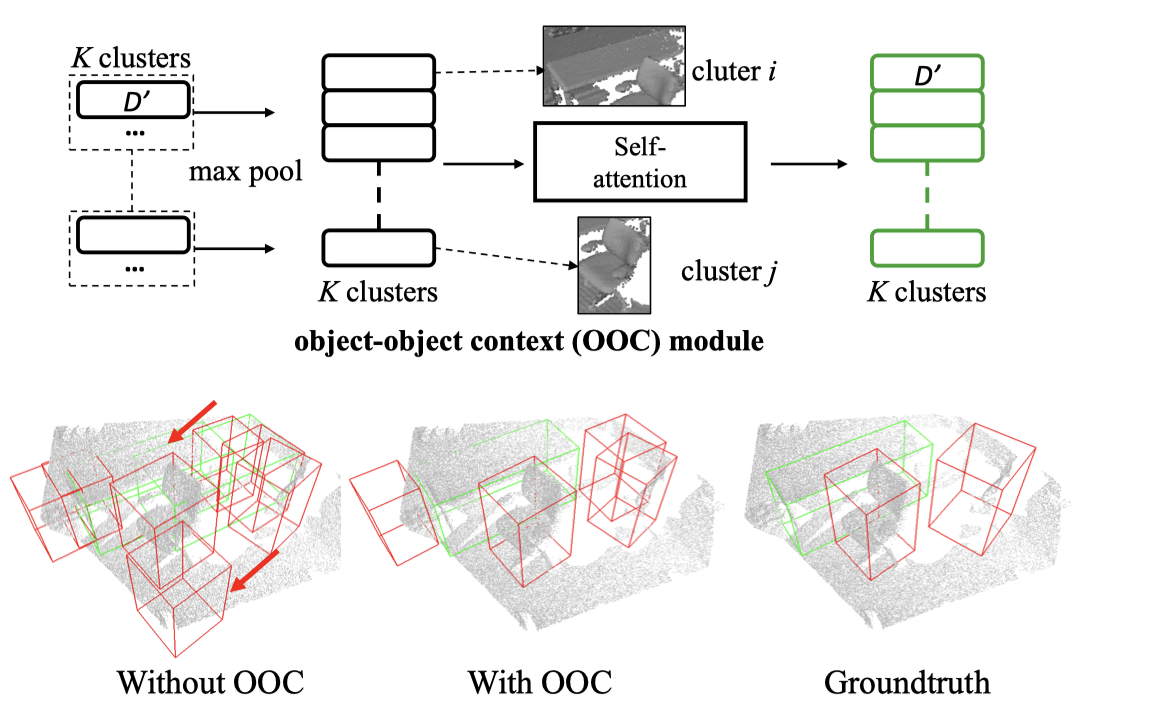 K clusters
D’
...
max pool
...
K clusters
cluter i
Self-
attention
cluster j
D’
K clusters
object-object context (OOC) module
Without OOC
With OOC
Groundtruth